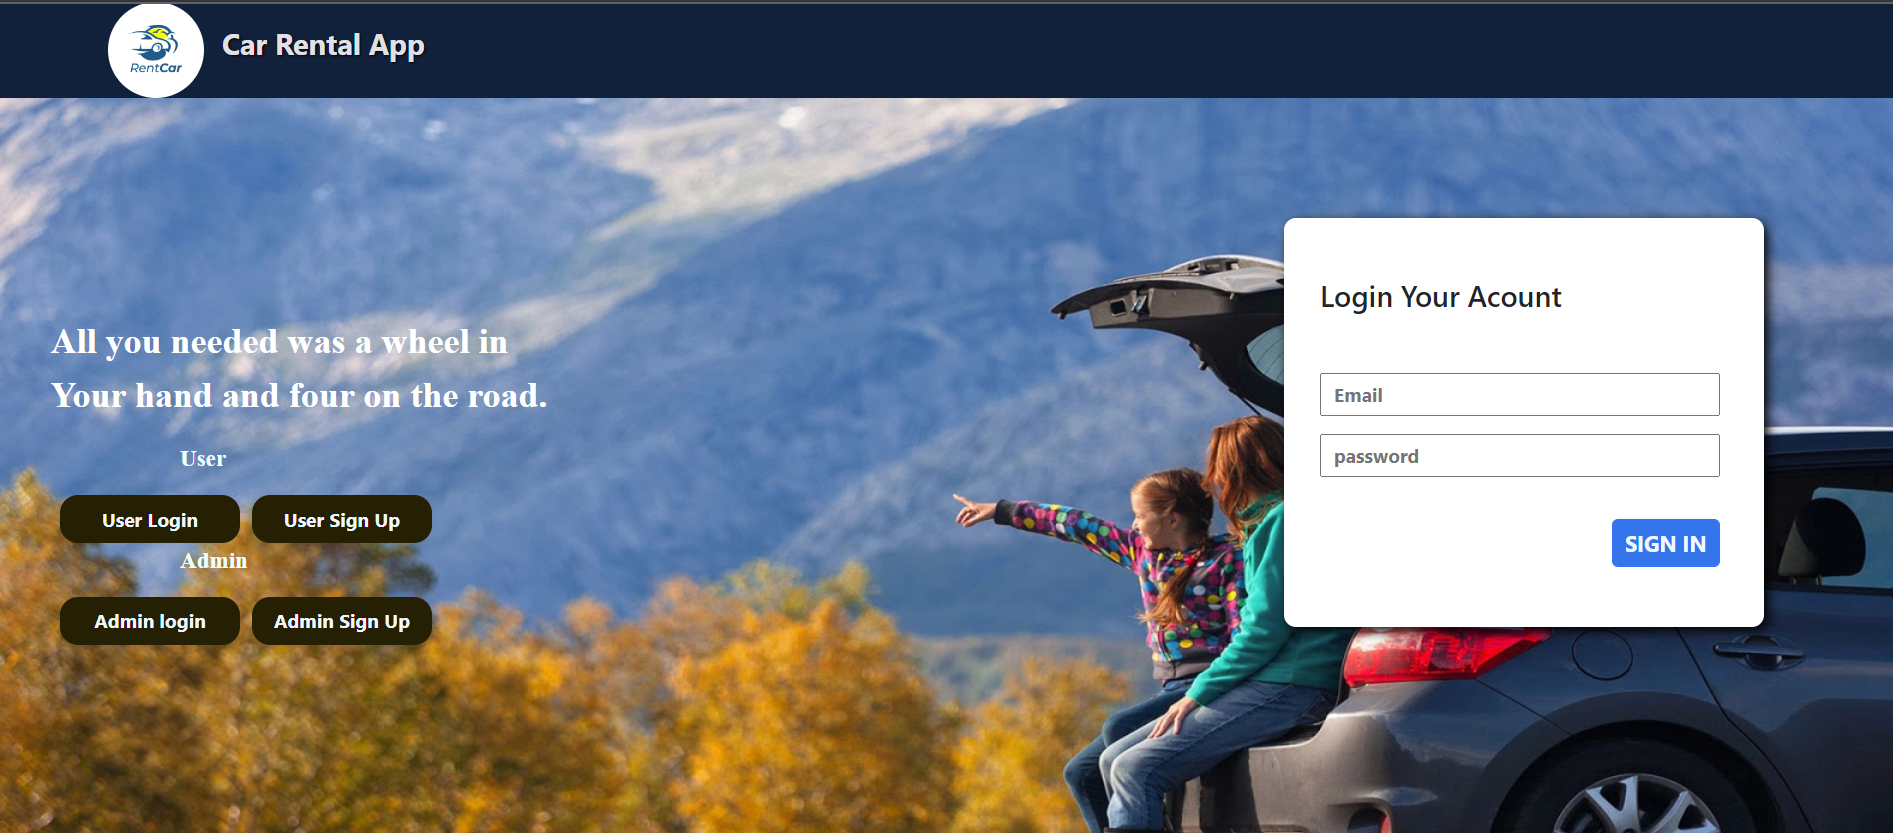 RentCar
Car Rental App
All you needed was a wheel in
Your hand and four on the road.
User
User Login
User Sign Up
Admin
Admin login
Admin Sign Up
Login Your Acount
Email
password
SIGN IN